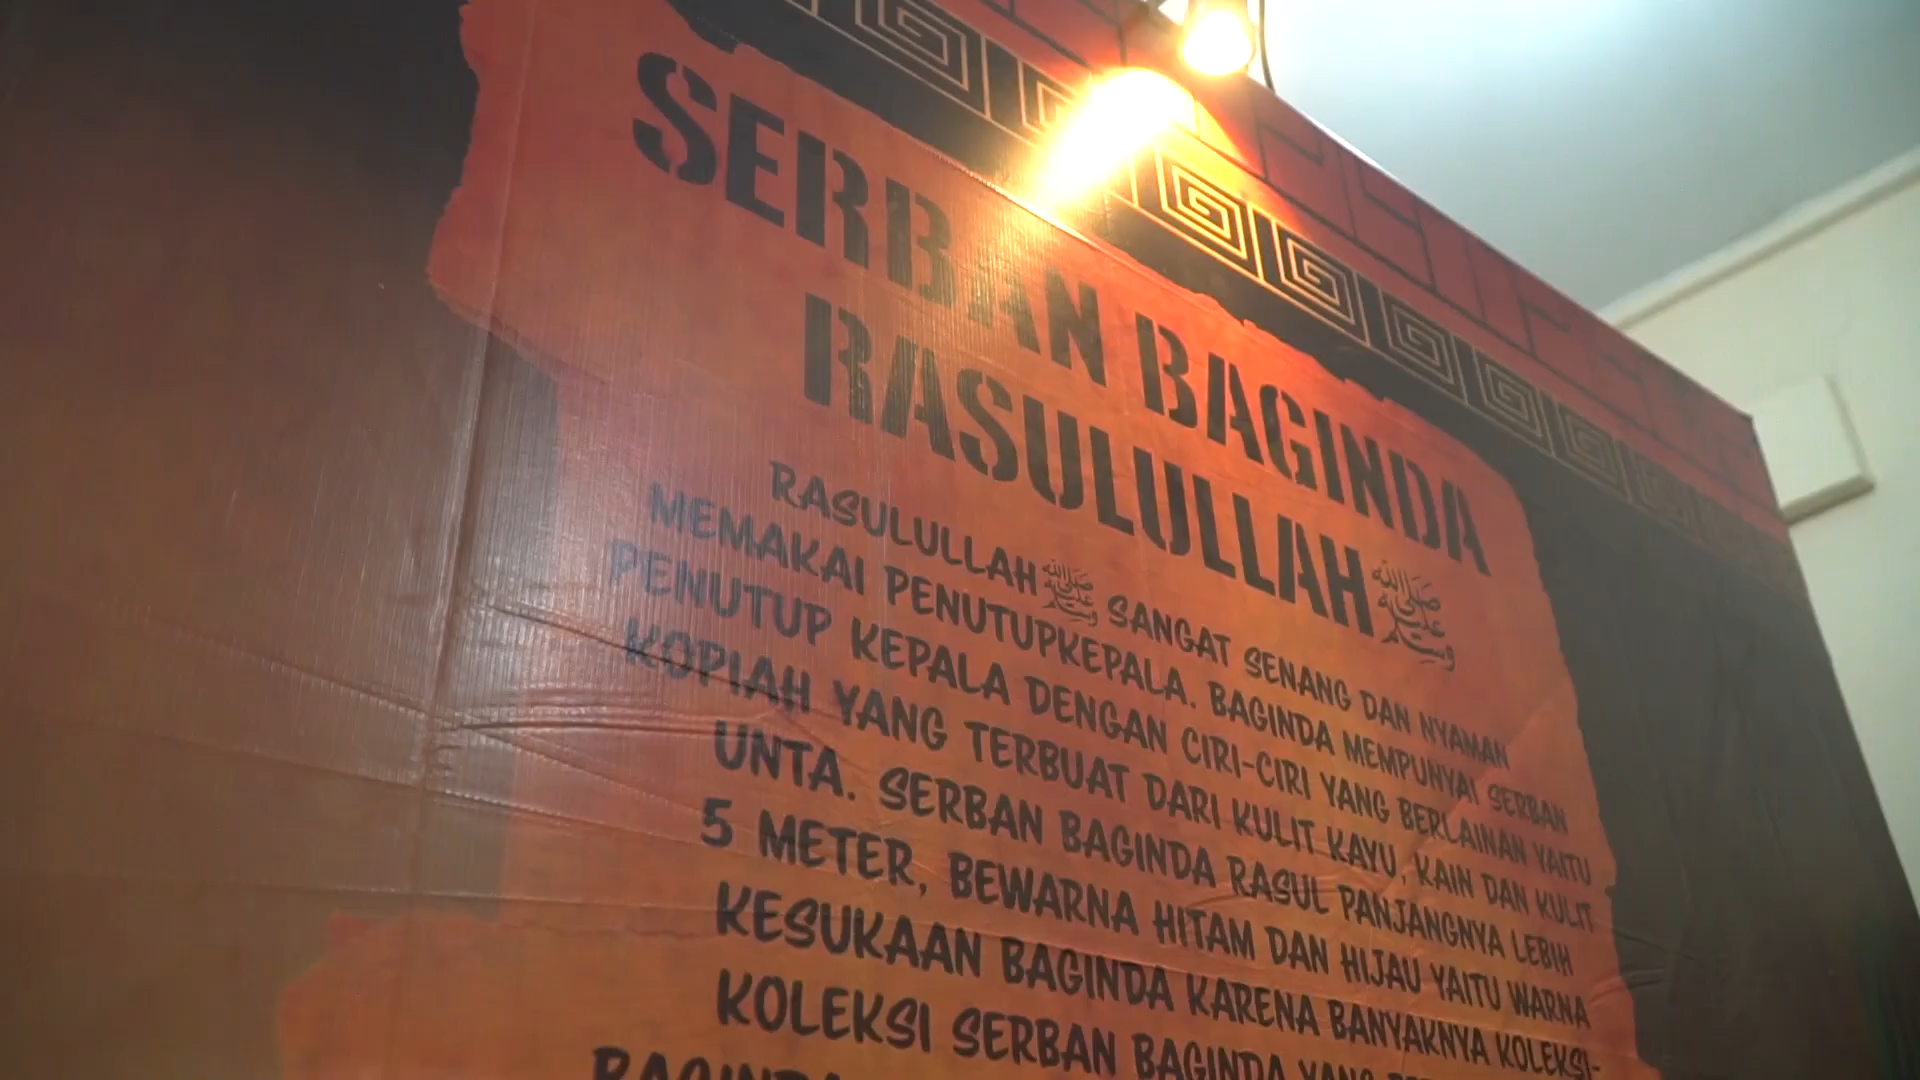 SERBAN BAGINDA
RASULULLAH ﷺ
RASULULLAH ﷺ SANGAT SENANG DAN NYAMAN
MEMAKAI PENUTUPKEPALA. BAGINDA MEMPUNYAI SERBAN
PENUTUP KEPALA DENGAN CIRI-CIRI YANG BERLAINAN YAITU
KOPIAH YANG TERBUAT DARI KULIT KAYU, KAIN DAN KULIT
UNTA. SERBAN BAGINDA RASUL PANJANGNYA LEBIH
5 METER, BEWARNA HITAM DAN HIJAU YAITU WARNA
KESUKAAN BAGINDA KARENA BANYAKNYA KOLEKSI-
KOLEKSI SERBAN BAGINDA YANG
BAGINDA